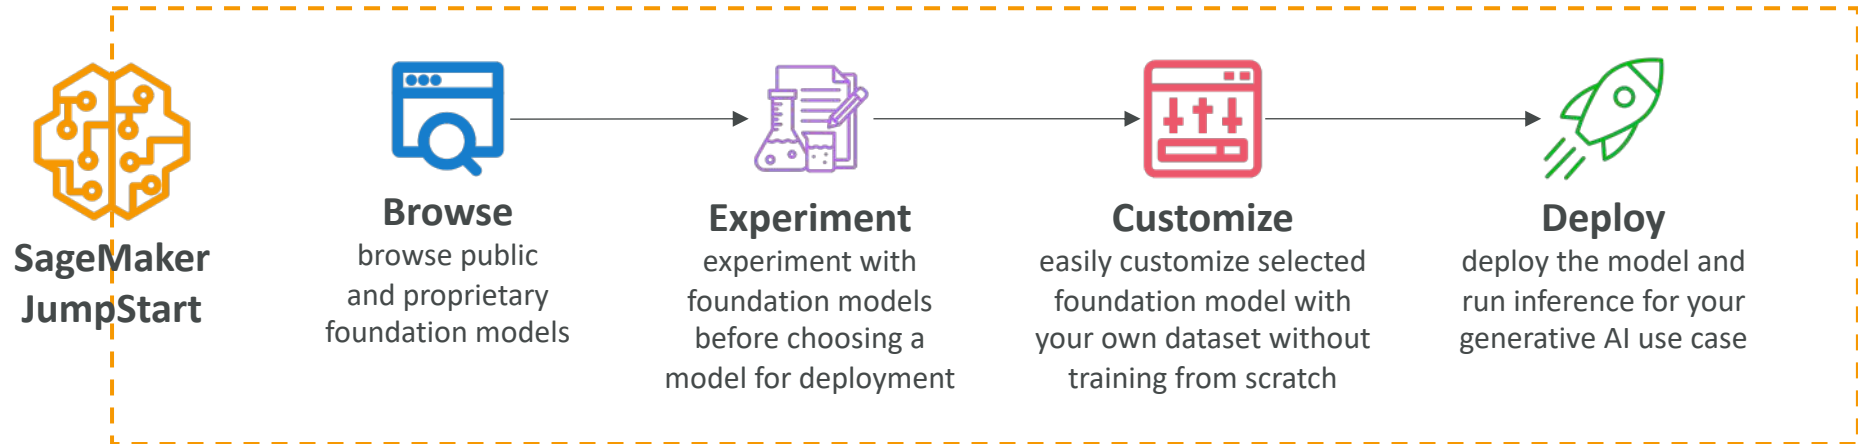 SageMaker
JumpStart
Browse
browse public
and proprietary
foundation models
Experiment
experiment with
foundation models
before choosing a
model for deployment
Customize
easily customize selected
foundation model with
your own dataset without
training from scratch
Deploy
deploy the model and
run inference for your
generative AI use case